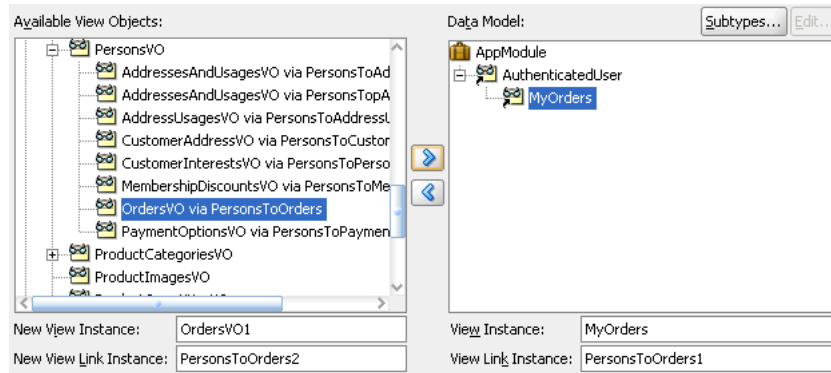 Available View Objects:
PersonsVO
AddressesAndUsagesVO via PersonsToAd
AddressesAndUsagesVO via PersonsTopA
AddressUsagesVO via PersonsToAddressU
CustomerAddressVO via PersonsToCustor
CustomerInterestsVO via PersonsToPerso
MembershipDiscountsVO via PersonsToMe
OrdersVO via PersonsToOrders
PaymentOptionsVO via PersonsToPaymen
ProductCategoriesVO
ProductImagesVO
New View Instance: OrdersVO1
New View Link Instance: PersonsToOrders2
Data Model: Subtypes... Edit...
AppModule
AuthenticatedUser
MyOrders
View Instance: MyOrders
View Link Instance: PersonsToOrders1